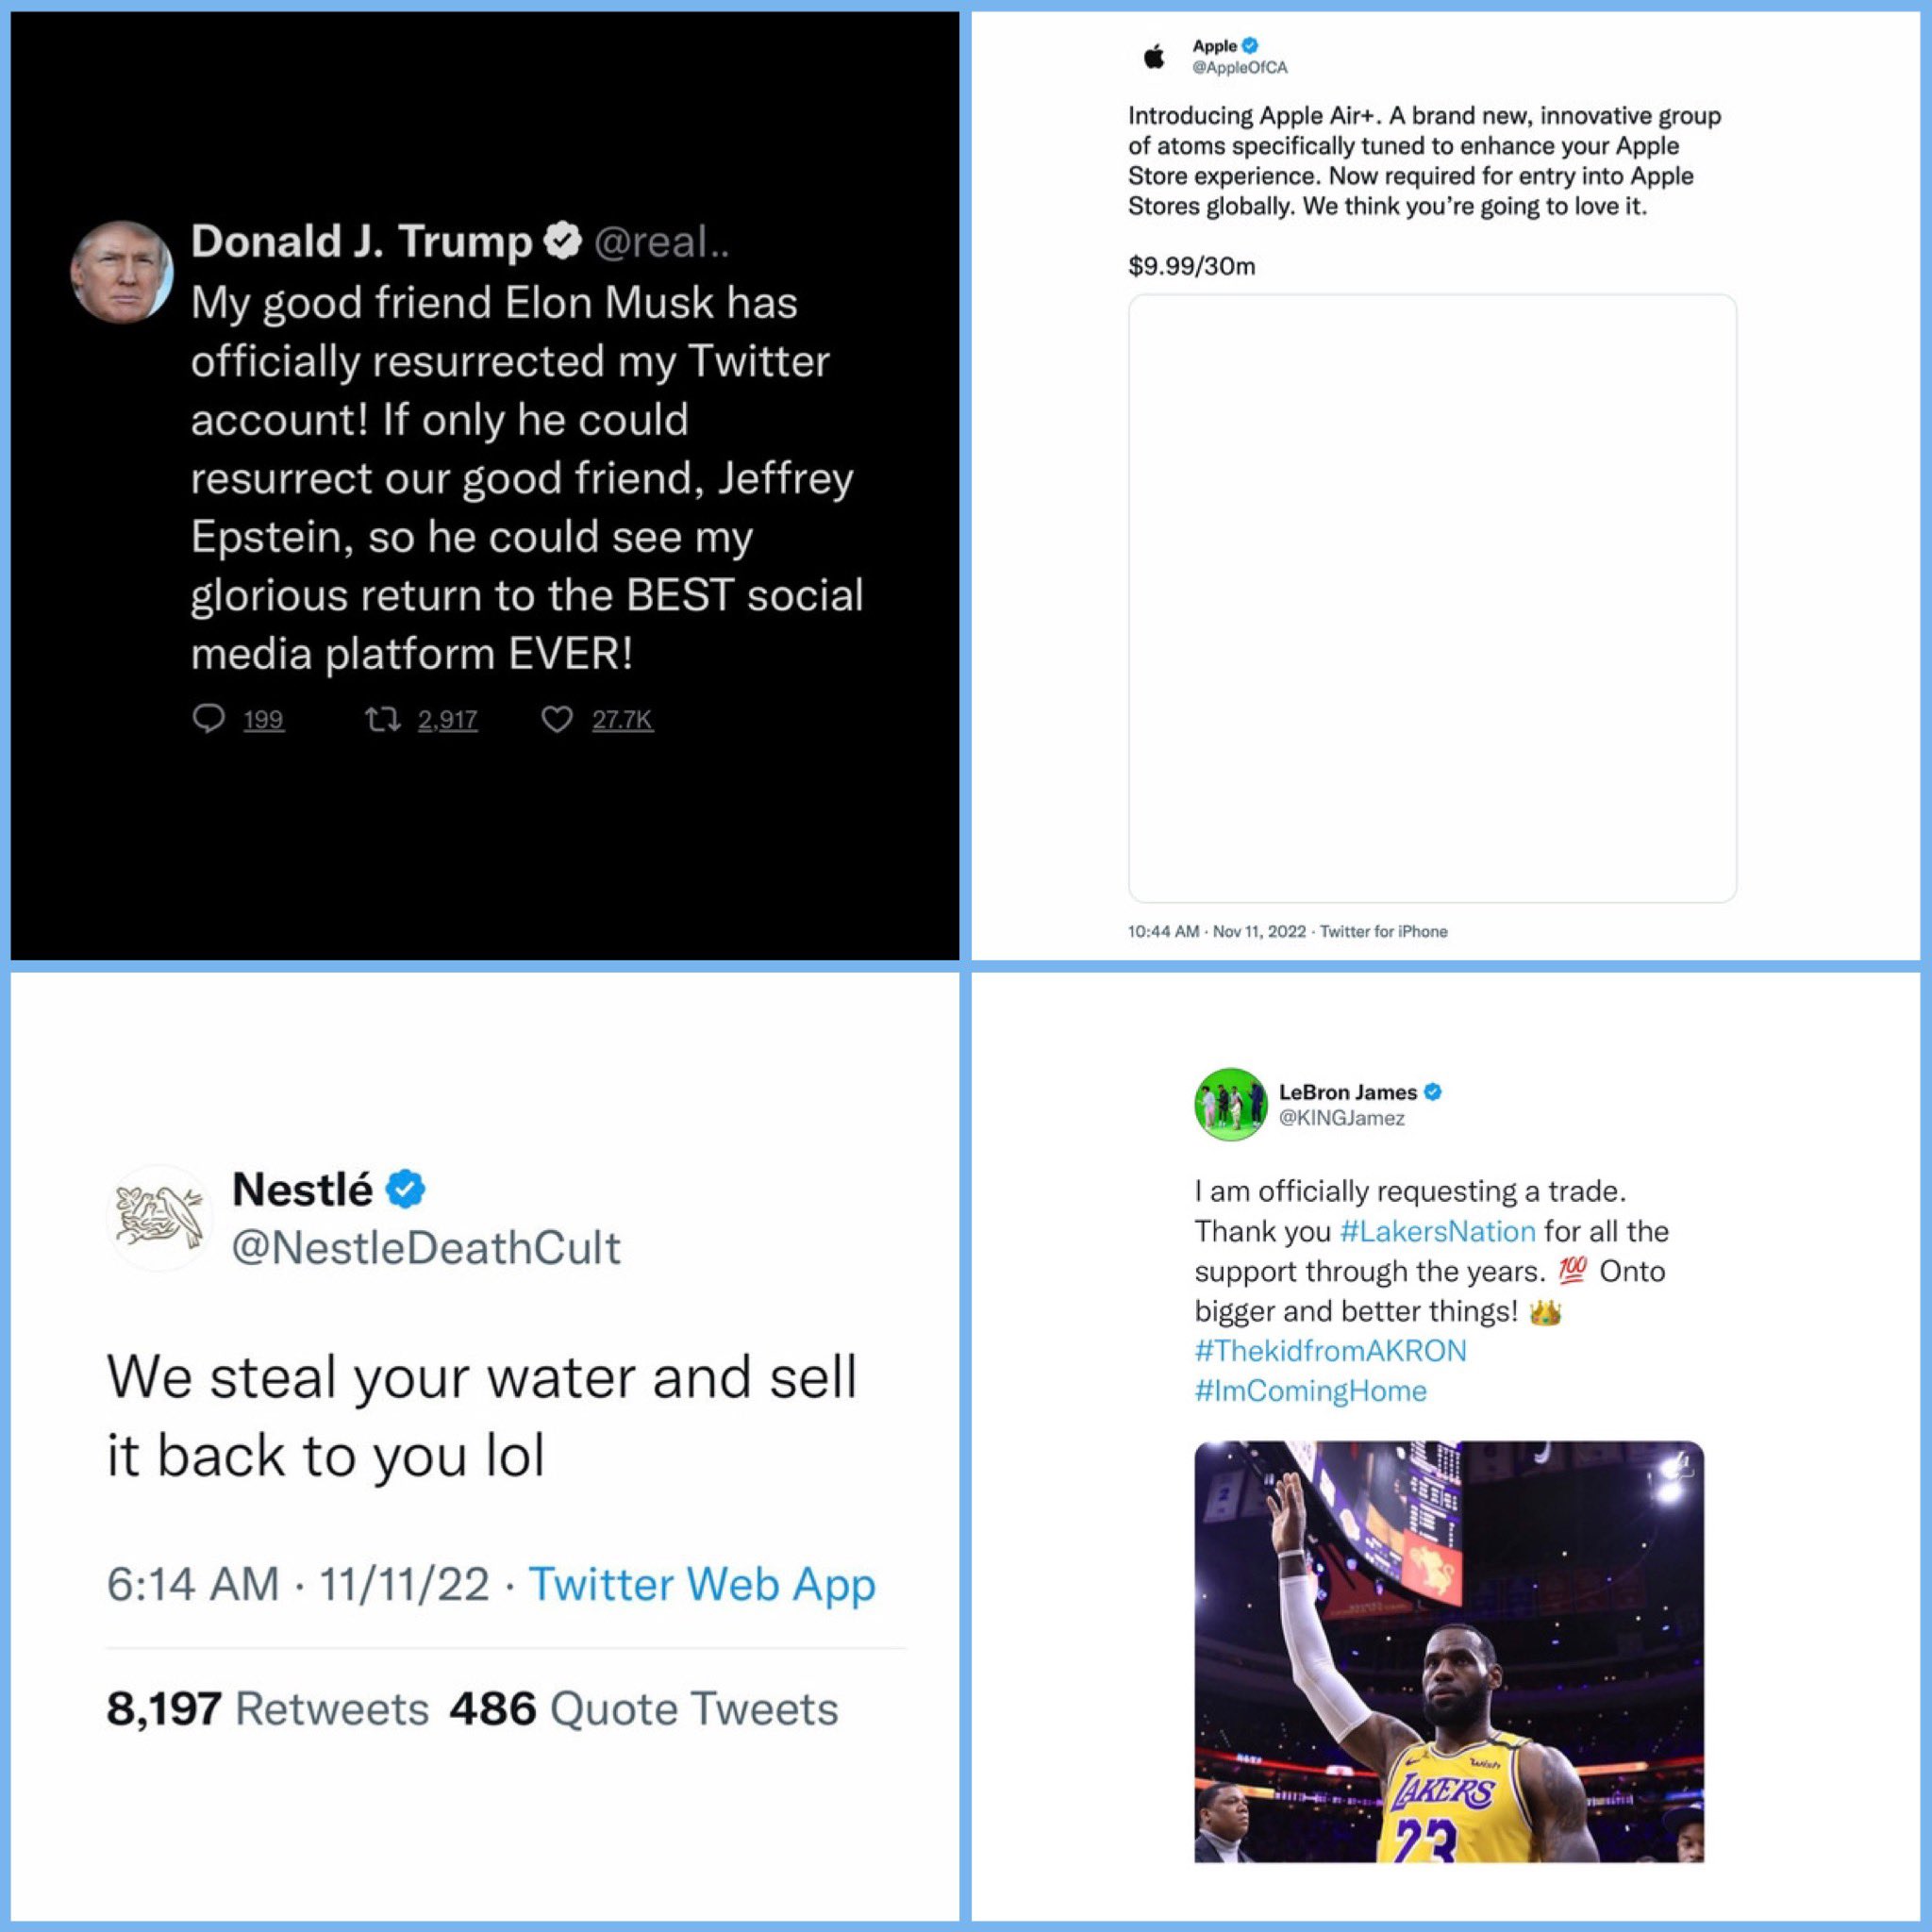 Donald J. Trump @real..
My good friend Elon Musk has
officially resurrected my Twitter
account! If only he could
resurrect our good friend, Jeffrey
Epstein, so he could see my
glorious return to the BEST social
media platform EVER!
199 2,917 27.7K
Apple
@AppleOfCA
Introducing Apple Air+. A brand new, innovative group
of atoms specifically tuned to enhance your Apple
Store experience. Now required for entry into Apple
Stores globally. We think you’re going to love it.
$9.99/30m
10:44 AM · Nov 11, 2022 · Twitter for iPhone
Nestlé
@NestleDeathCult
We steal your water and sell
it back to you lol
6:14 AM · 11/11/22 · Twitter Web App
8,197 Retweets 486 Quote Tweets
LeBron James
@KINGJamez
I am officially requesting a trade.
Thank you #LakersNation for all the
support through the years. 💯 Onto
bigger and better things! 👑
#ThekidfromAKRON
#ImComingHome
wish
LAKERS
23